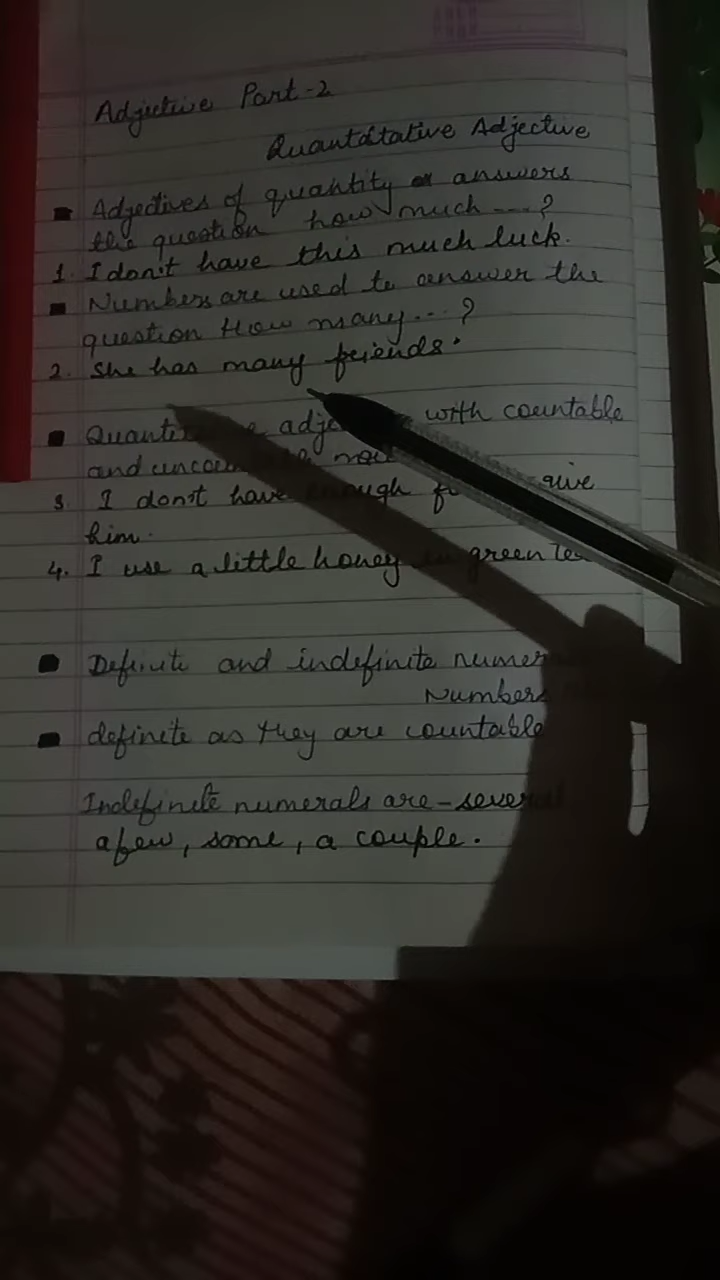 Adjective Part-2
Quantitative Adjective
Adjectives of quantity answers
the question how much....?
1. I don't have this much luck.
Numbers are used to answer the
question How many...?
2. She has many friends.
with countable
and
3. I don't have enough give
him.
4. I use a little honey green tea
Definite and indefinite
Numbers
definite as they are countable
Indefinite numerals are - several
a few, some, a couple.